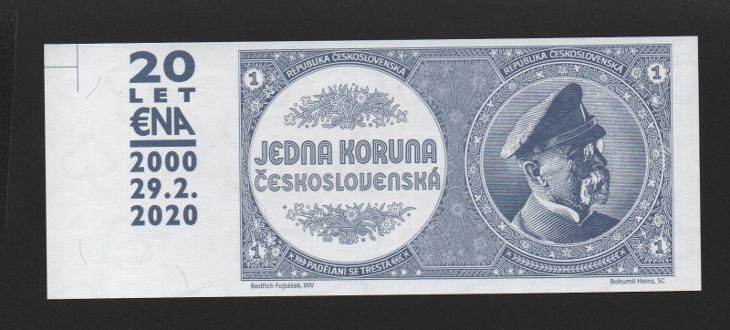 20
LET
€NA
2000
29.2.
2020
REPUBLIKA ČESKOSLOVENSKÁ
1
JEDNA KORUNA
ČESKOSLOVENSKÁ
1
PADĚLÁNÍ SE TRESTÁ
REPUBLIKA ČESKOSLOVENSKÁ
1
1
Bedřich Fojtášek, INV
Bohumil Heinz, SC